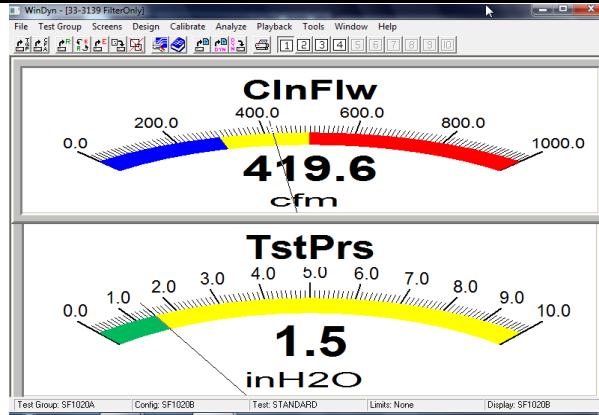 WinDyn - [33-3139 FilterOnly]
File Test Group Screens Design Calibrate Analyze Playback Tools Window Help
1 2 3 4 5 6 7 8 9 10
ClnFlw
0.0 200.0 400.0 600.0 800.0 1000.0
419.6
cfm
TstPrs
0.0 1.0 2.0 3.0 4.0 5.0 6.0 7.0 8.0 9.0 10.0
1.5
inH2O
Test Group: SF1020A Config: SF1020B Test: STANDARD Limits: None Display: SF1020B